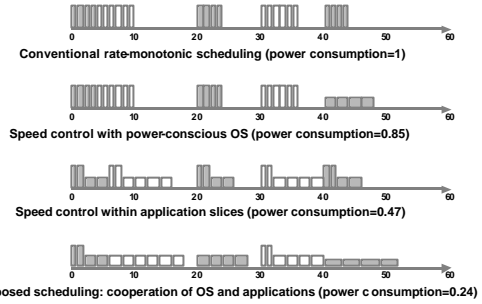 0 10 20 30 40 50 60
Conventional rate-monotonic scheduling (power consumption=1)
0 10 20 30 40 50 60
Speed control with power-conscious OS (power consumption=0.85)
0 10 20 30 40 50 60
Speed control within application slices (power consumption=0.47)
0 10 20 30 40 50 60
posed scheduling: cooperation of OS and applications (power c onsumption=0.24)